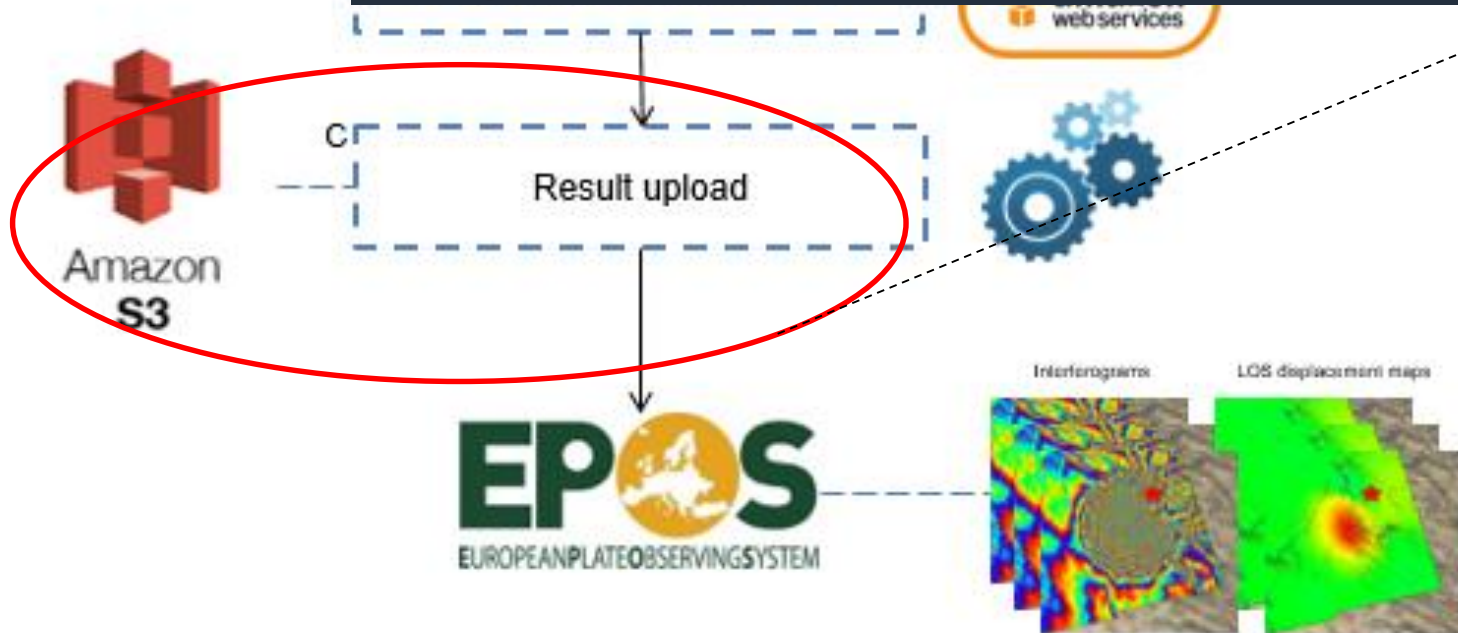 web services
C
Result upload
Amazon
S3
Interferograms
LOS displacement maps
EPOS
EUROPEANPLATEOBSERVINGSYSTEM